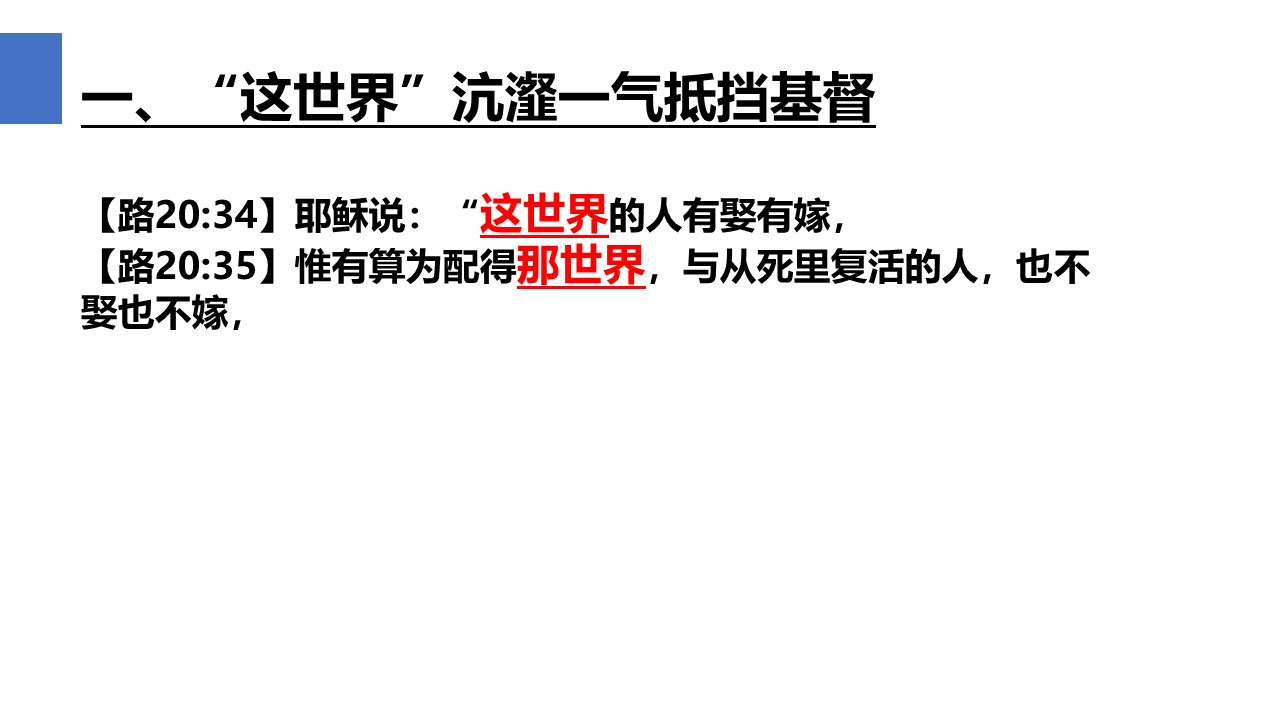 一、“这世界”沆瀣一气抵挡基督
【路20:34】耶稣说：“这世界的人有娶有嫁，
【路20:35】惟有算为配得那世界，与从死里复活的人，也不
娶也不嫁，